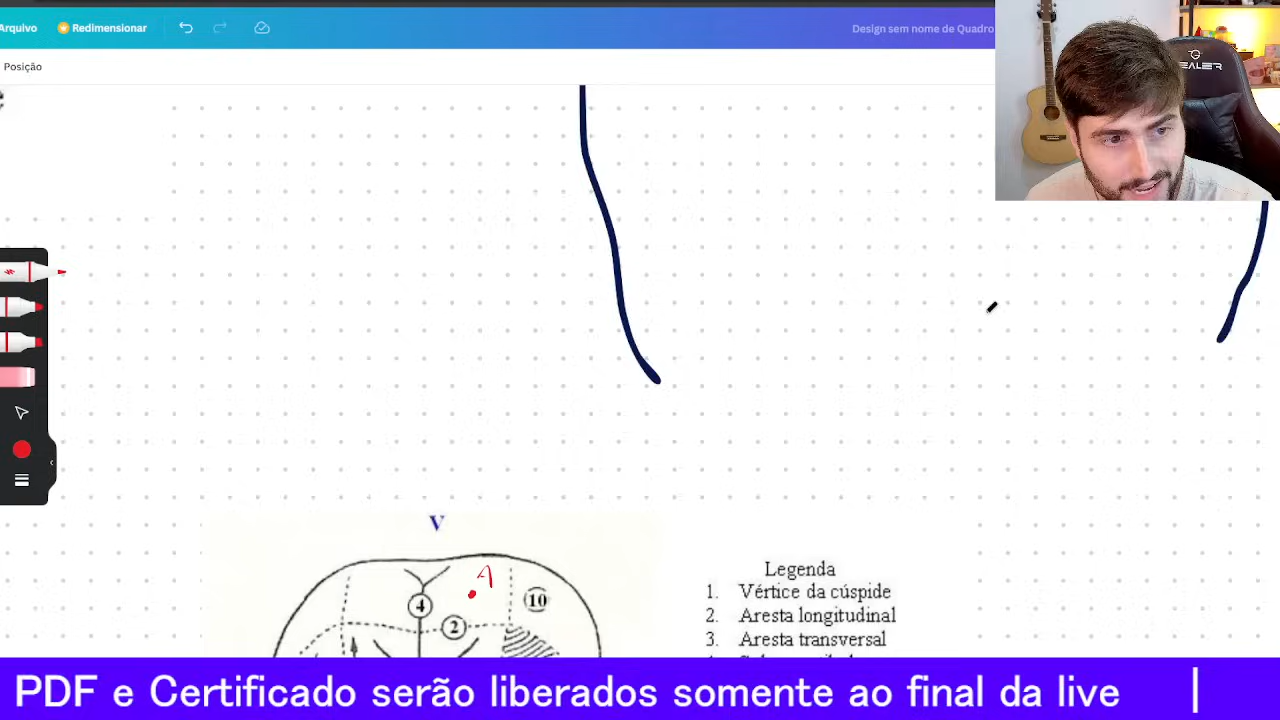 Arquivo
Redimensionar
Design sem nome de Quadro
Posição
EALER
V
A
4
10
2
Legenda
1. Vértice da cúspide
2. Aresta longitudinal
3. Aresta transversal
PDF e Certificado serão liberados somente ao final da live |